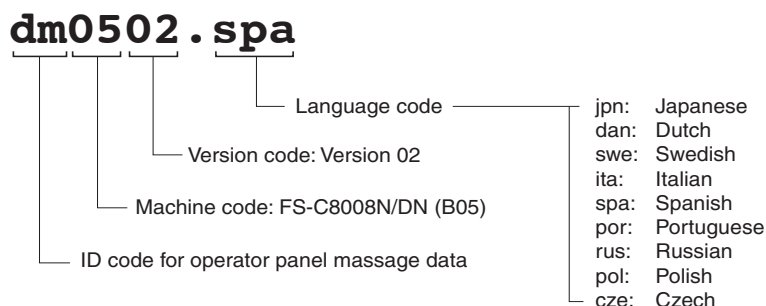 dm0502.spa
Language code
Version code: Version 02
Machine code: FS-C8008N/DN (B05)
ID code for operator panel massage data
jpn: Japanese
dan: Dutch
swe: Swedish
ita: Italian
spa: Spanish
por: Portuguese
rus: Russian
pol: Polish
cze: Czech